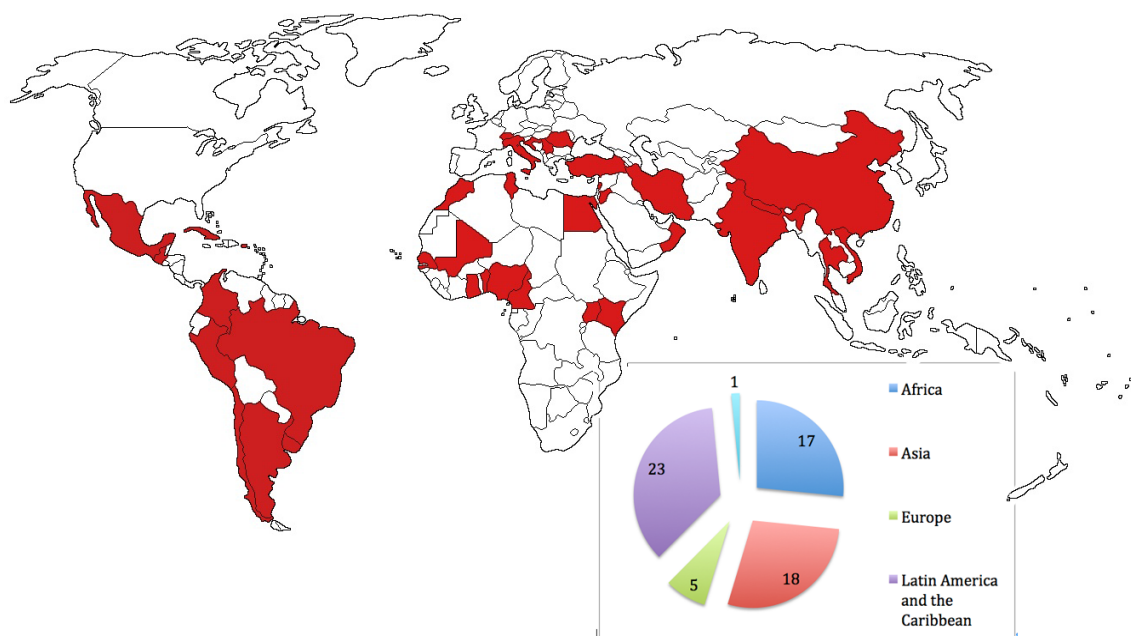 1
17
23
5
18
Africa
Asia
Europe
Latin America
and the
Caribbean